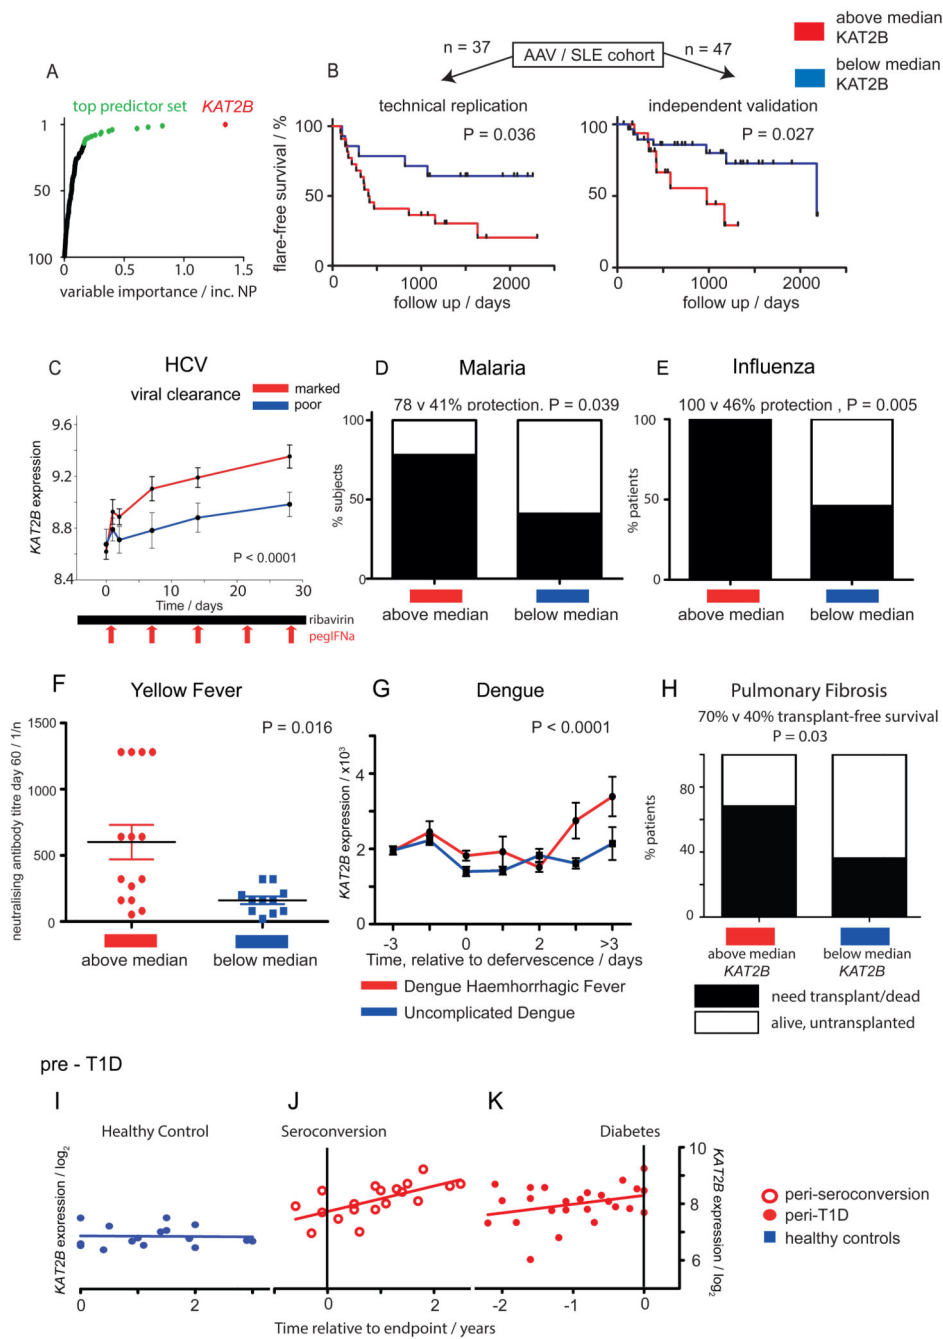 above median
KAT2B
below median
KAT2B
n = 37
AAV / SLE cohort
n = 47
A
top predictor set
KAT2B
1
50
100
0
0.5
1.0
1.5
variable importance / inc. NP
B
technical replication
P = 0.036
flare-free survival / %
100
50
0
0
1000
2000
follow up / days
independent validation
P = 0.027
100
50
0
0
1000
2000
follow up / days
C
HCV
viral clearance
marked
poor
KAT2B expression
9.6
9.2
8.8
8.4
P < 0.0001
0
10
20
30
Time / days
ribavirin
pegIFNa
D
Malaria
78 v 41% protection. P = 0.039
% subjects
100
50
0
above median
below median
E
Influenza
100 v 46% protection , P = 0.005
% patients
100
50
0
above median
below median
F
Yellow Fever
P = 0.016
neutralising antibody titre day 60 / 1/n
1500
1000
500
0
above median
below median
G
Dengue
P < 0.0001
KAT2B expression / x10³
4
2
0
-3
0
2
>3
Time, relative to defervescence / days
Dengue Haemorrhagic Fever
Uncomplicated Dengue
H
Pulmonary Fibrosis
70% v 40% transplant-free survival
P = 0.03
% patients
80
40
0
above median
KAT2B
below median
KAT2B
need transplant/dead
alive, untransplanted
pre - T1D
I
Healthy Control
KAT2B expression / log₂
0
2
J
Seroconversion
0
2
K
Diabetes
-2
-1
0
10
8
6
KAT2B expression / log₂
Time relative to endpoint / years
peri-seroconversion
peri-T1D
healthy controls